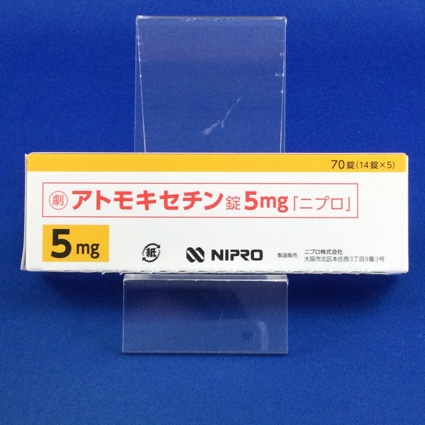 70錠(14錠×5)
劇 アトモキセチン錠5mg「ニプロ」
5mg
紙 NIPRO 製造販売 ニプロ株式会社
大阪市北区本庄西3丁目9番3号